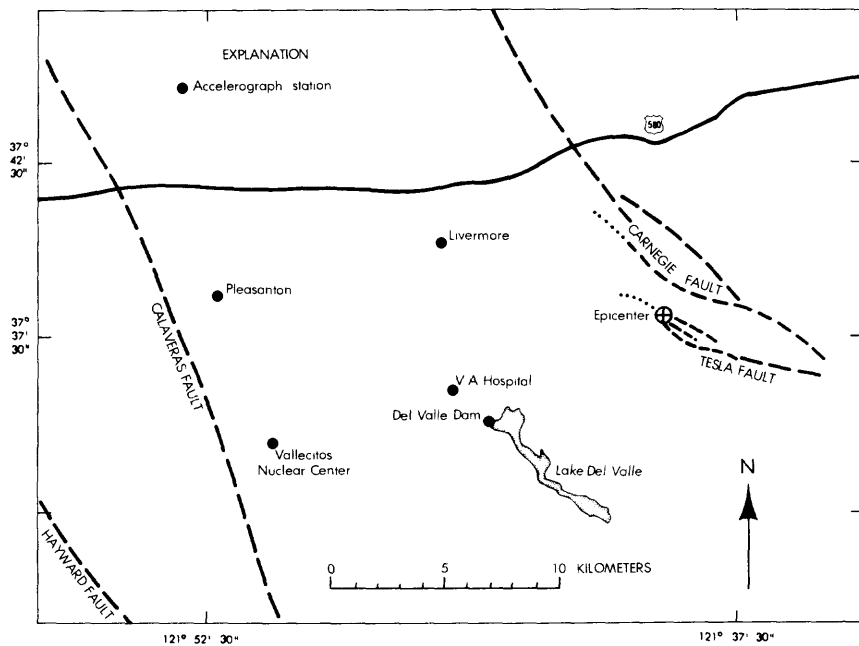 EXPLANATION
Accelerograph station
580
37°
42'
30"
Livermore
CARNEGIE FAULT
Pleasanton
Epicenter
37°
37'
30"
CALAVERAS FAULT
TESLA FAULT
V A Hospital
Del Valle Dam
Vallecitos
Nuclear Center
Lake Del Valle
N
HAYWARD FAULT
0 5 10 KILOMETERS
121° 52' 30"
121° 37' 30"